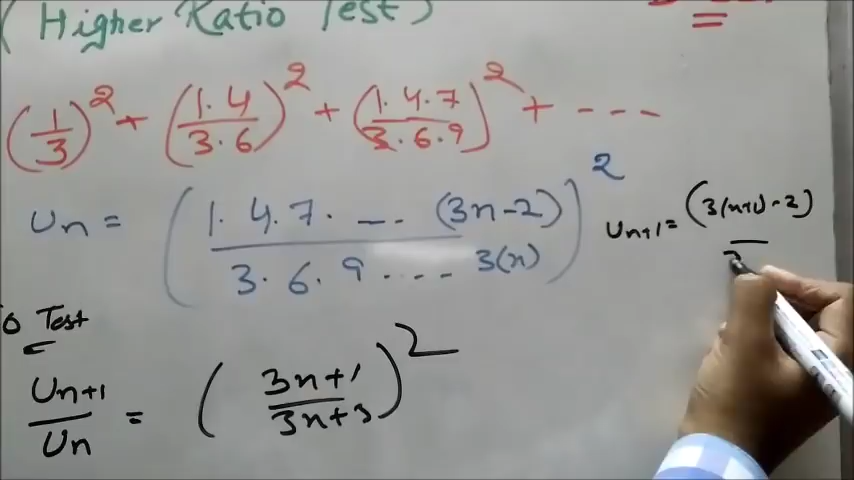 ( Higher Ratio Test )
(1/3)² + (1.4/3.6)² + (1.4.7/3.6.9)² + ----
Un = (1.4.7. --- (3n-2)/3.6.9.... 3(n))²
Un+1 = (3(n+1)-2)/3
Test
Un+1/Un = (3n+1/3n+3)²